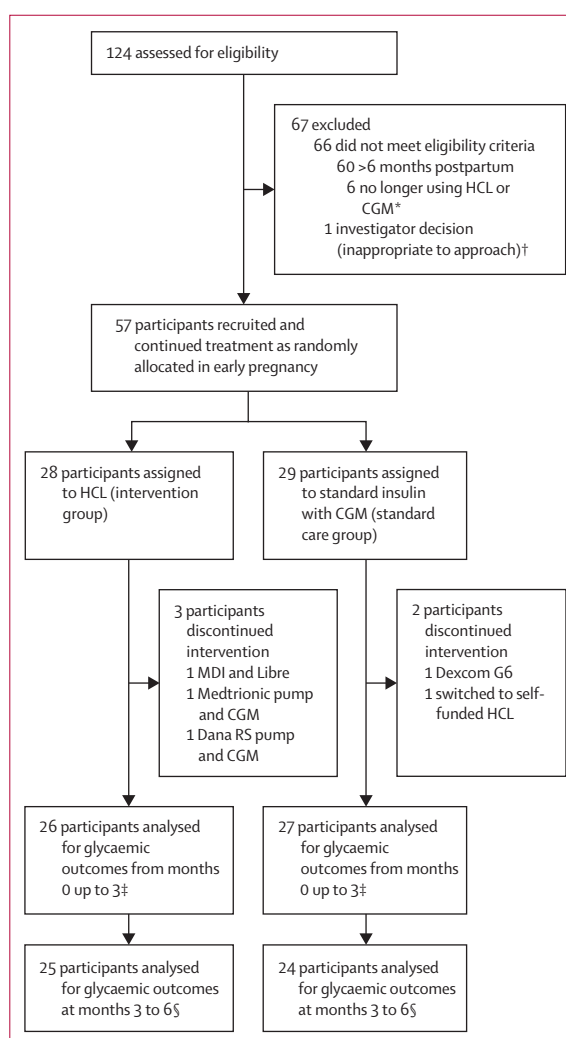 124 assessed for eligibility
67 excluded
66 did not meet eligibility criteria
60 >6 months postpartum
6 no longer using HCL or
CGM*
1 investigator decision
(inappropriate to approach)†
57 participants recruited and
continued treatment as randomly
allocated in early pregnancy
28 participants assigned
to HCL (intervention
group)
29 participants assigned
to standard insulin
with CGM (standard
care group)
3 participants
discontinued
intervention
1 MDI and Libre
1 Medtrionic pump
and CGM
1 Dana RS pump
and CGM
2 participants
discontinued
intervention
1 Dexcom G6
1 switched to self-
funded HCL
26 participants analysed
for glycaemic
outcomes from months
0 up to 3‡
27 participants analysed
for glycaemic
outcomes from months
0 up to 3‡
25 participants analysed
for glycaemic outcomes
at months 3 to 6§
24 participants analysed
for glycaemic outcomes
at months 3 to 6§